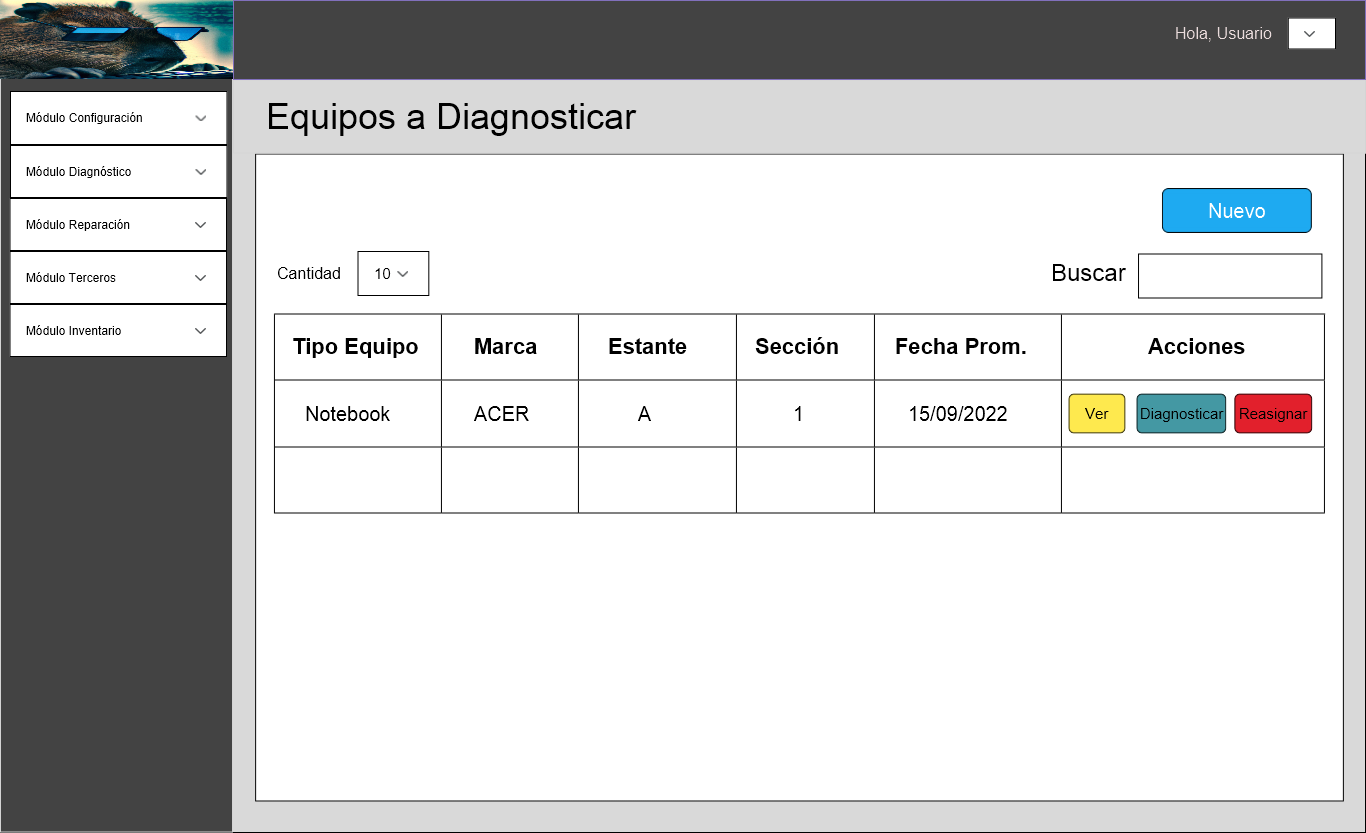 Hola, Usuario
Módulo Configuración
Módulo Diagnóstico
Módulo Reparación
Módulo Terceros
Módulo Inventario
Equipos a Diagnosticar
Nuevo
Cantidad 10 Buscar
Tipo Equipo Marca Estante Sección Fecha Prom. Acciones
Notebook ACER A 1 15/09/2022 Ver Diagnosticar Reasignar